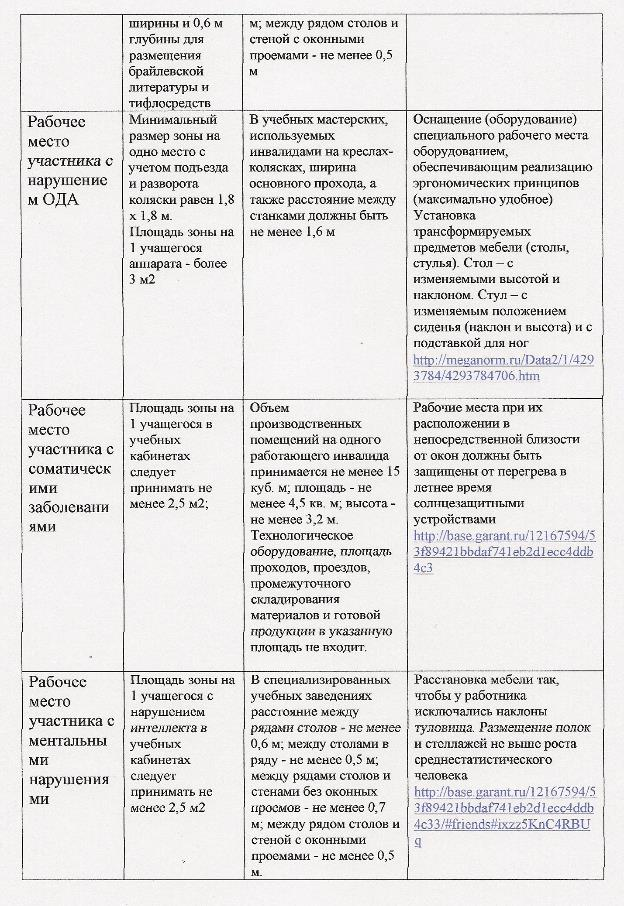 ширины и 0,6 м
глубины для
размещения
брайлевской
литературы и
тифлосредств
м; между рядом столов и
стеной с оконными
проемами - не менее 0,5
м
Рабочее
место
участника с
нарушение
м ОДА
Минимальный
размер зоны на
одно место с
учетом подъезда
и разворота
коляски равен 1,8
х 1,8 м.
Площадь зоны на
1 учащегося
аппарата - более
3 м2
В учебных мастерских,
используемых
инвалидами на креслах-
колясках, ширина
основного прохода, а
также расстояние между
станками должны быть
не менее 1,6 м
Оснащение (оборудование)
специального рабочего места
оборудованием,
обеспечивающим реализацию
эргономических принципов
(максимально удобное)
Установка
трансформируемых
предметов мебели (столы,
стулья). Стол – с
изменяемыми высотой и
наклоном. Стул – с
изменяемым положением
сиденья (наклон и высота) и с
подставкой для ног
http://meganorm.ru/Data2/1/429
3784/4293784706.htm
Рабочее
место
участника с
соматическ
ими
заболевани
ями
Площадь зоны на
1 учащегося в
учебных
кабинетах
следует
принимать не
менее 2,5 м2;
Объем
производственных
помещений на одного
работающего инвалида
принимается не менее 15
куб. м; площадь - не
менее 4,5 кв. м; высота -
не менее 3,2 м.
Технологическое
оборудование, площадь
проходов, проездов,
промежуточного
складирования
материалов и готовой
продукции в указанную
площадь не входит.
Рабочие места при их
расположении в
непосредственной близости
от окон должны быть
защищены от перегрева в
летнее время
солнцезащитными
устройствами
http://base.garant.ru/12167594/5
3f89421bbdaf741eb2d1ecc4ddb
4c3
Рабочее
место
участника с
ментальны
ми
нарушения
ми
Площадь зоны на
1 учащегося с
нарушением
интеллекта в
учебных
кабинетах
следует
принимать не
менее 2,5 м2
В специализированных
учебных заведениях
расстояние между
рядами столов - не менее
0,6 м; между столами в
ряду - не менее 0,5 м;
между рядами столов и
стенами без оконных
проемов - не менее 0,7
м; между рядом столов и
стеной с оконными
проемами - не менее 0,5
м.
Расстановка мебели так,
чтобы у работника
исключались наклоны
туловища. Размещение полок
и стеллажей не выше роста
среднестатистического
человека
http://base.garant.ru/12167594/5
3f89421bbdaf741eb2d1ecc4ddb
4c33/#friends#ixzz5KnC4RBU
q